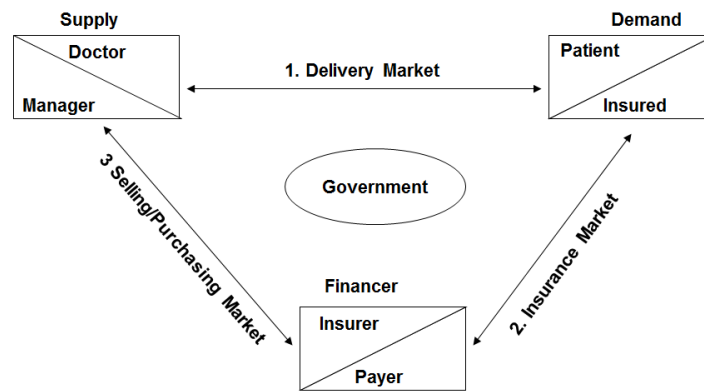 Supply
Demand
Doctor
Manager
1. Delivery Market
Patient
Insured
Government
3 Selling/Purchasing Market
2. Insurance Market
Financer
Insurer
Payer